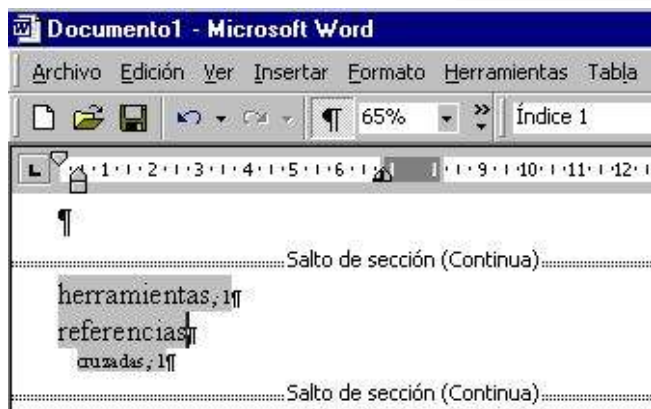 Documento1 - Microsoft Word
Archivo Edición Ver Insertar Formato Herramientas Tabla
¶ 65% Índice 1
L 1 2 3 4 5 6 9 10 11 12
¶
Salto de sección (Continua)
herramientas, 1¶
referencias¶
cruzadas, 1¶
Salto de sección (Continua)